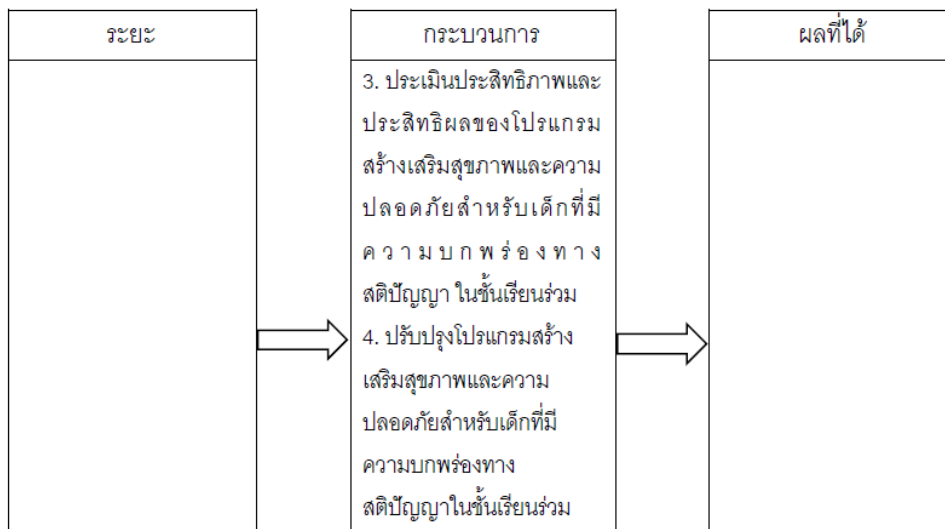 ระยะ
กระบวนการ
ผลที่ได้
3. ประเมินประสิทธิภาพและ
ประสิทธิผลของโปรแกรม
สร้างเสริมสุขภาพและความ
ปลอดภัยสำหรับเด็กที่มี
ความบกพร่องทาง
สติปัญญา ในชั้นเรียนร่วม
4. ปรับปรุงโปรแกรมสร้าง
เสริมสุขภาพและความ
ปลอดภัยสำหรับเด็กที่มี
ความบกพร่องทาง
สติปัญญาในชั้นเรียนร่วม